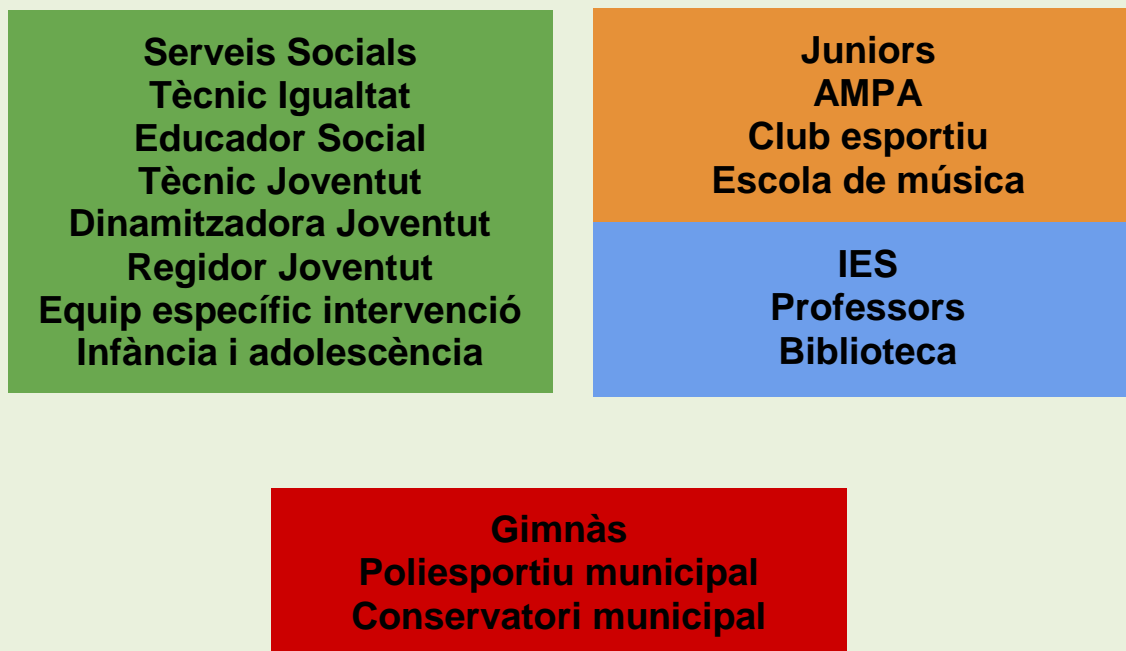 Serveis Socials
Tècnic Igualtat
Educador Social
Tècnic Joventut
Dinamitzadora Joventut
Regidor Joventut
Equip específic intervenció
Infància i adolescència
Juniors
AMPA
Club esportiu
Escola de música
IES
Professors
Biblioteca
Gimnàs
Poliesportiu municipal
Conservatori municipal